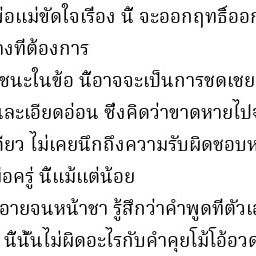 ่อแม่ขัดใจเรื่อง นี้ จะออกฤทธิ์ออก
างที่ต้องการ
ชนะในข้อ นี้อาจจะเป็นการชดเชย
และเอียดอ่อน ซึ่งคิดว่าขาดหายไป
ียว ไม่เคยนึกถึงความรับผิดชอบห
่อครู่ นี้แม้แต่น้อย
อายจนหน้าชา รู้สึกว่าคำพูดที่ตัวเ
นี้นั้นไม่ผิดอะไรกับคำคุยโม้โอ้อวด